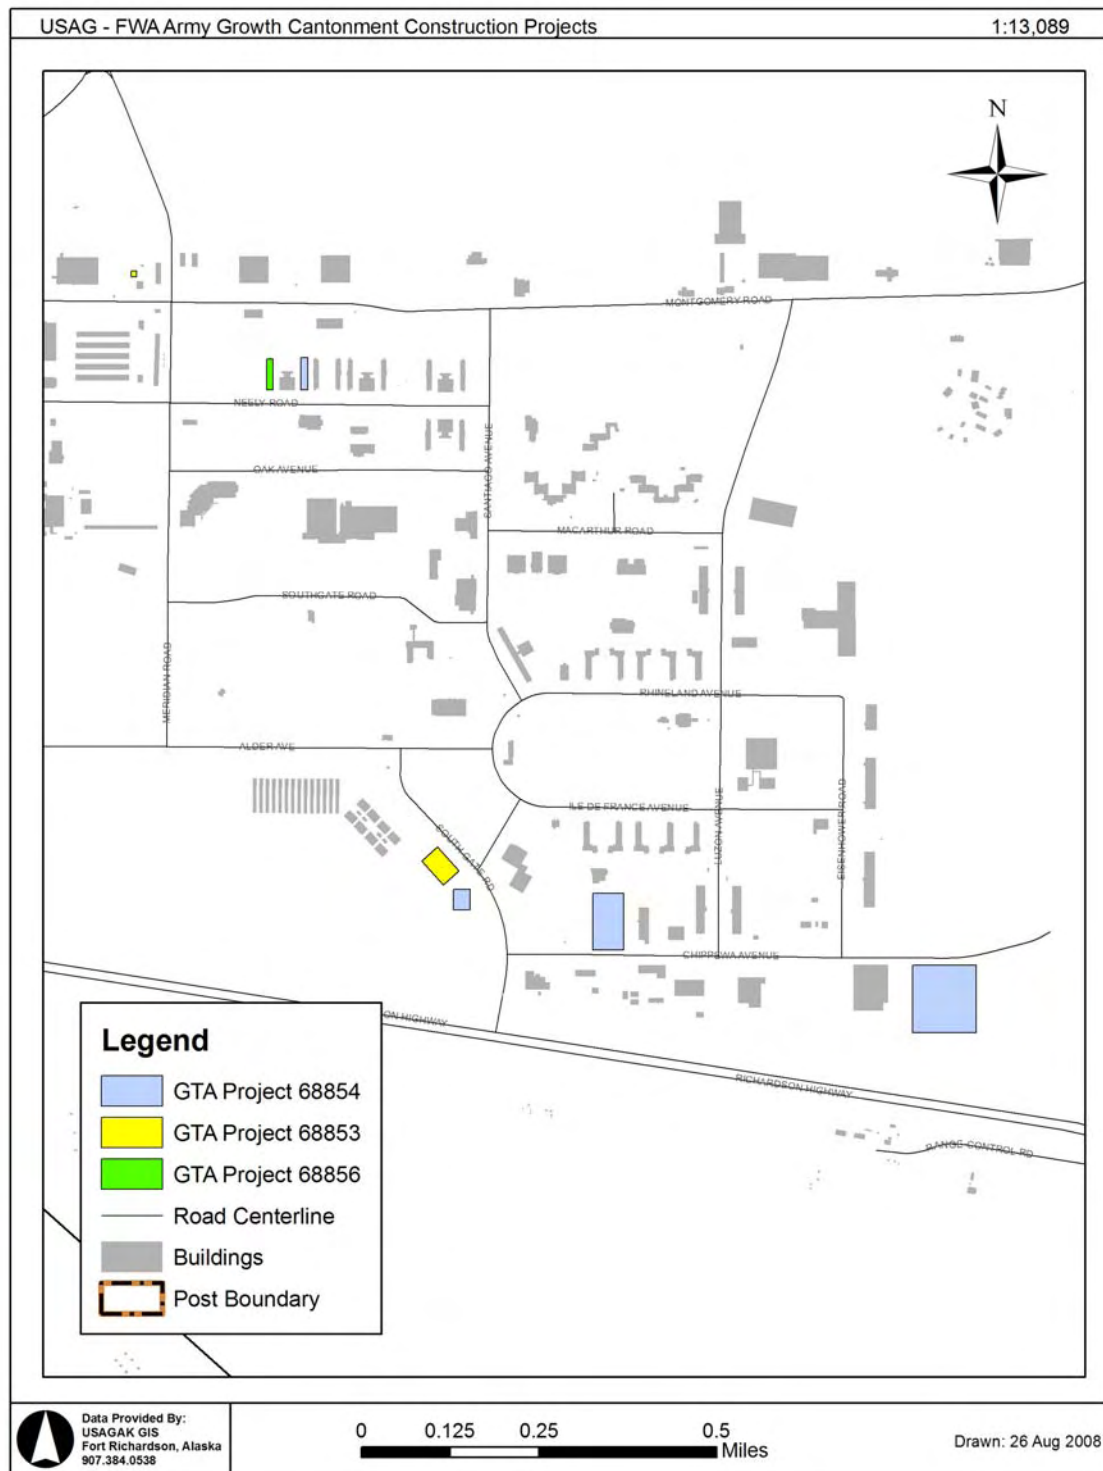 USAG - FWA Army Growth Cantonment Construction Projects 1:13,089
N
MONTGOMERY ROAD
NEELY ROAD
SANTIAGO AVENUE
OAK AVENUE
MACARTHUR ROAD
SOUTHGATE ROAD
MERIDIAN ROAD
RHINELAND AVENUE
ALDER AVE
ILE DE FRANCE AVENUE
LUZON AVENUE
EISENHOWER ROAD
SOUTH GATE RD
CHIPPEWA AVENUE
ON HIGHWAY
RICHARDSON HIGHWAY
RANGE CONTROL RD
Legend
GTA Project 68854
GTA Project 68853
GTA Project 68856
Road Centerline
Buildings
Post Boundary
Data Provided By:
USAGAK GIS
Fort Richardson, Alaska
907.384.0538
0 0.125 0.25 0.5
Miles
Drawn: 26 Aug 2008